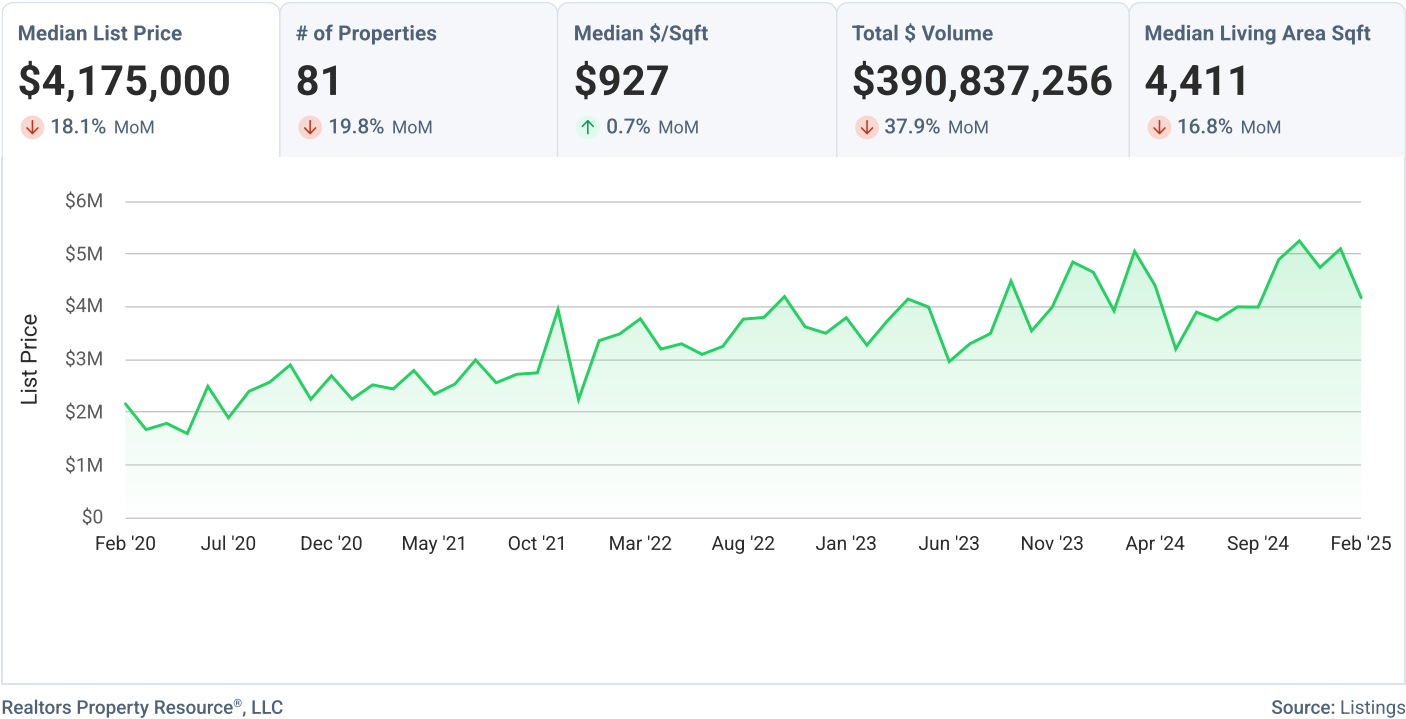 Median List Price
$4,175,000
18.1% MoM
# of Properties
81
19.8% MoM
Median $/Sqft
$927
0.7% MoM
Total $ Volume
$390,837,256
37.9% MoM
Median Living Area Sqft
4,411
16.8% MoM
List Price
$6M
$5M
$4M
$3M
$2M
$1M
$0
Feb '20 Jul '20 Dec '20 May '21 Oct '21 Mar '22 Aug '22 Jan '23 Jun '23 Nov '23 Apr '24 Sep '24 Feb '25
Realtors Property Resource®, LLC
Source: Listings